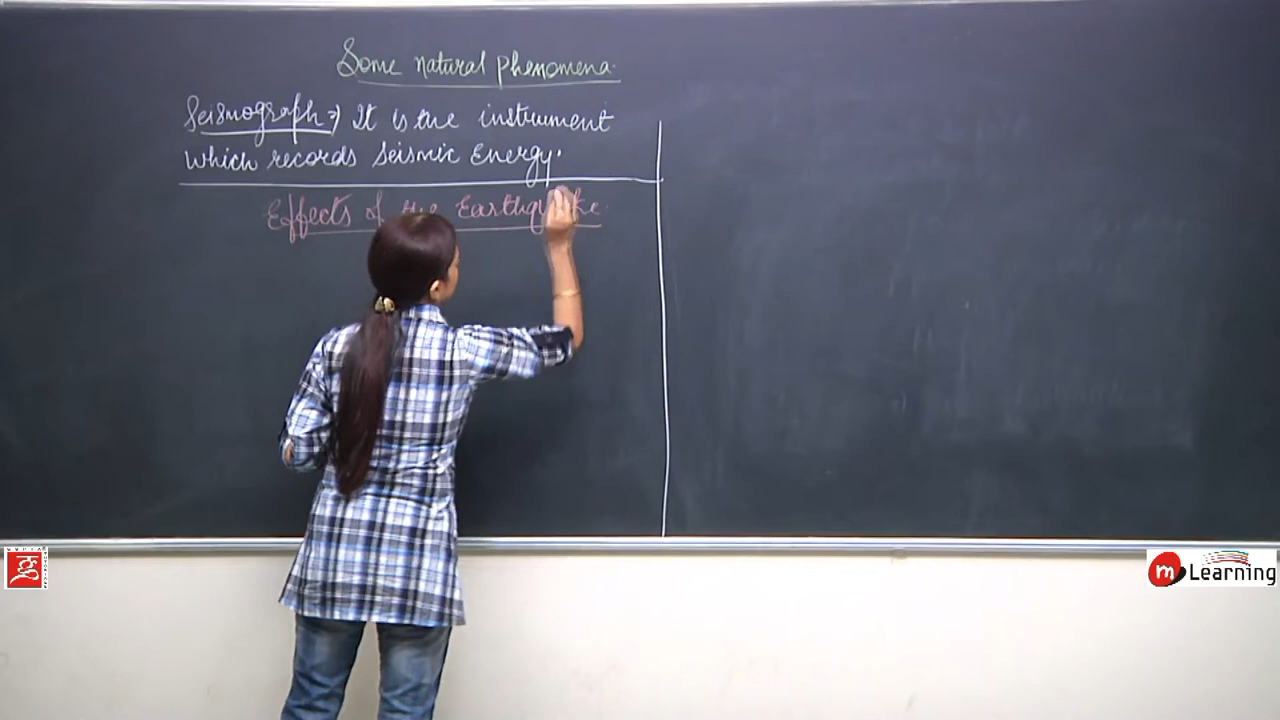 Some natural phenomena.
Seismograph ⇒ It is the instrument
which records seismic energy.
Effects of the Earthquake.
m Learning